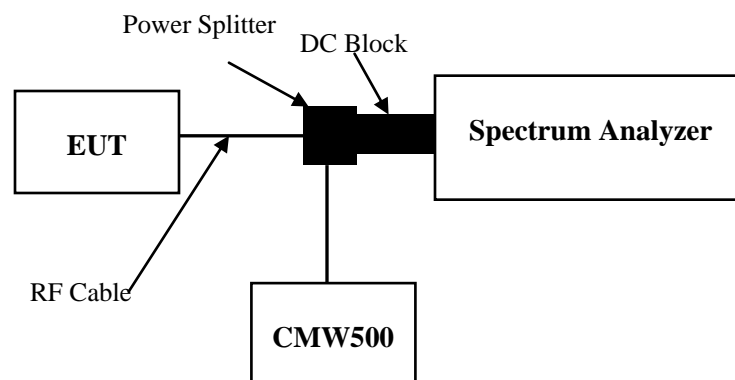 Power Splitter
DC Block
EUT
Spectrum Analyzer
RF Cable
CMW500